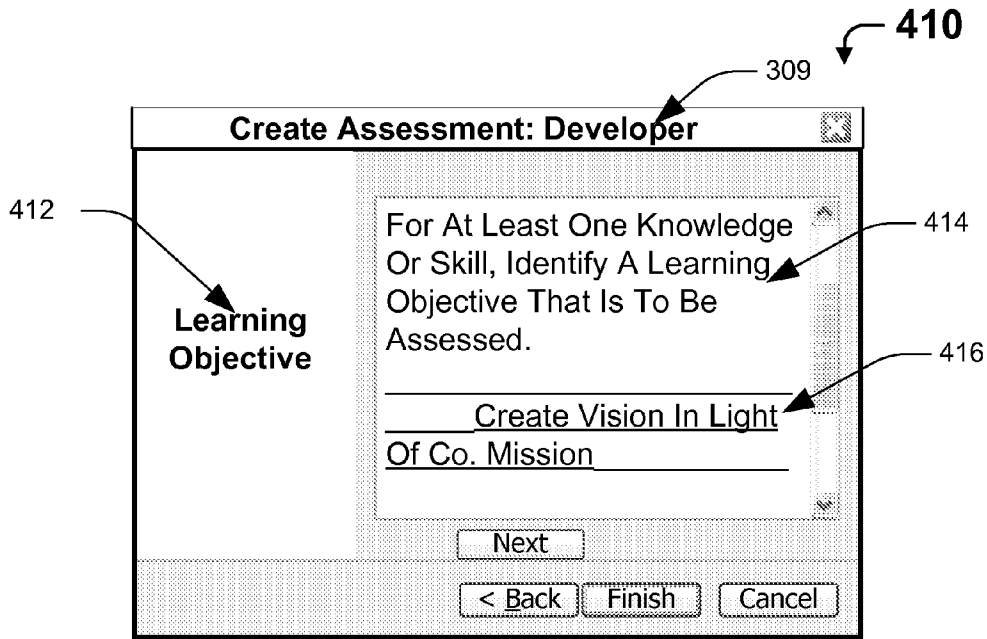 410
309
Create Assessment: Developer
412
For At Least One Knowledge
Or Skill, Identify A Learning
Objective That Is To Be
Assessed.
414
Learning
Objective
416
Create Vision In Light
Of Co. Mission
Next
< Back Finish Cancel